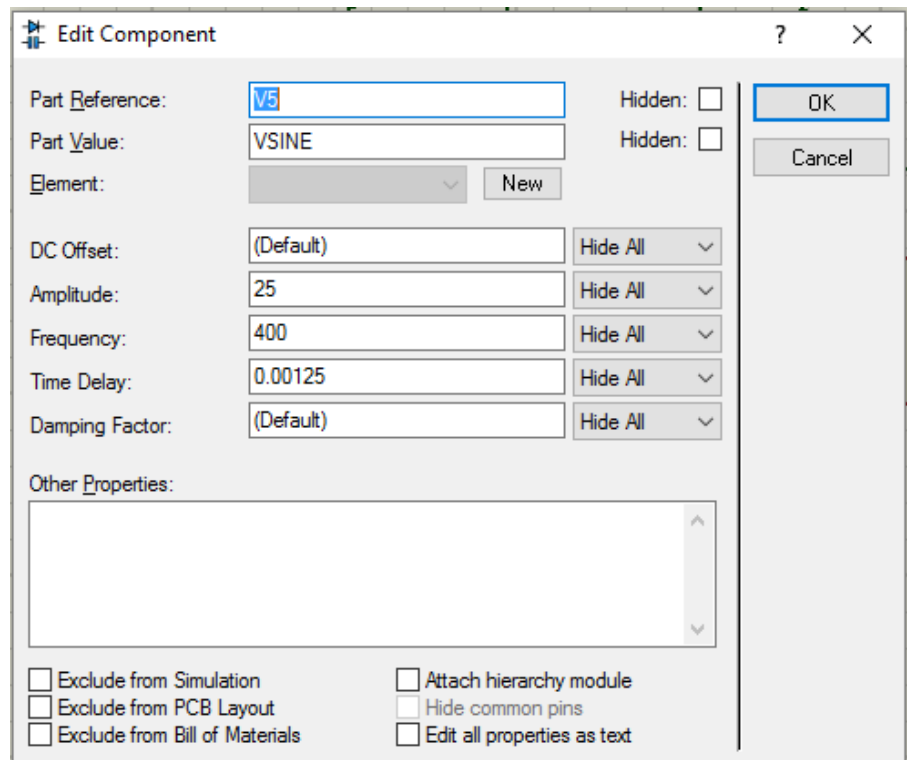 Edit Component ? ×
Part Reference: V5 Hidden: OK
Part Value: VSINE Hidden: Cancel
Element: New
DC Offset: (Default) Hide All
Amplitude: 25 Hide All
Frequency: 400 Hide All
Time Delay: 0.00125 Hide All
Damping Factor: (Default) Hide All
Other Properties:
Exclude from Simulation Attach hierarchy module
Exclude from PCB Layout Hide common pins
Exclude from Bill of Materials Edit all properties as text